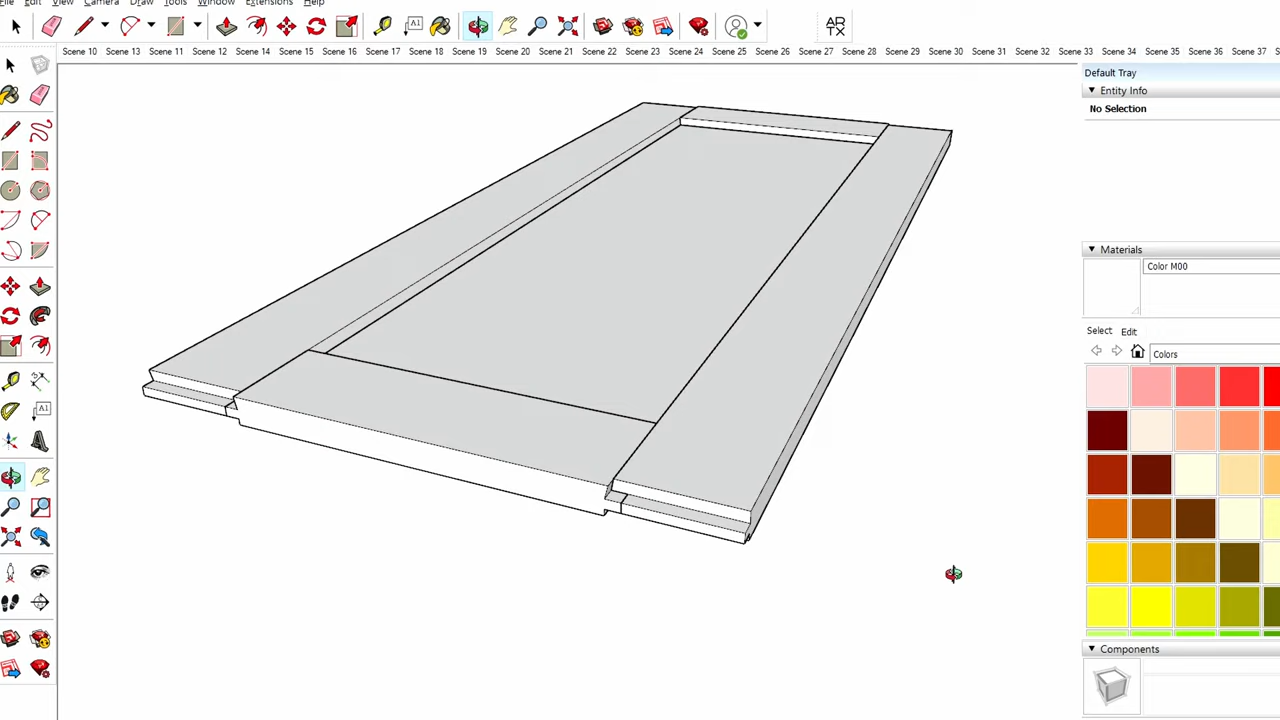 File Edit View Camera Draw Tools Window Extensions Help
A1
AR
TX
Scene 10 Scene 13 Scene 11 Scene 12 Scene 14 Scene 15 Scene 16 Scene 17 Scene 18 Scene 19 Scene 20 Scene 21 Scene 22 Scene 23 Scene 24 Scene 25 Scene 26 Scene 27 Scene 28 Scene 29 Scene 30 Scene 31 Scene 32 Scene 33 Scene 34 Scene 35 Scene 36 Scene 37
Default Tray
Entity Info
No Selection
Materials
Color M00
Select Edit
Colors
A1
Components